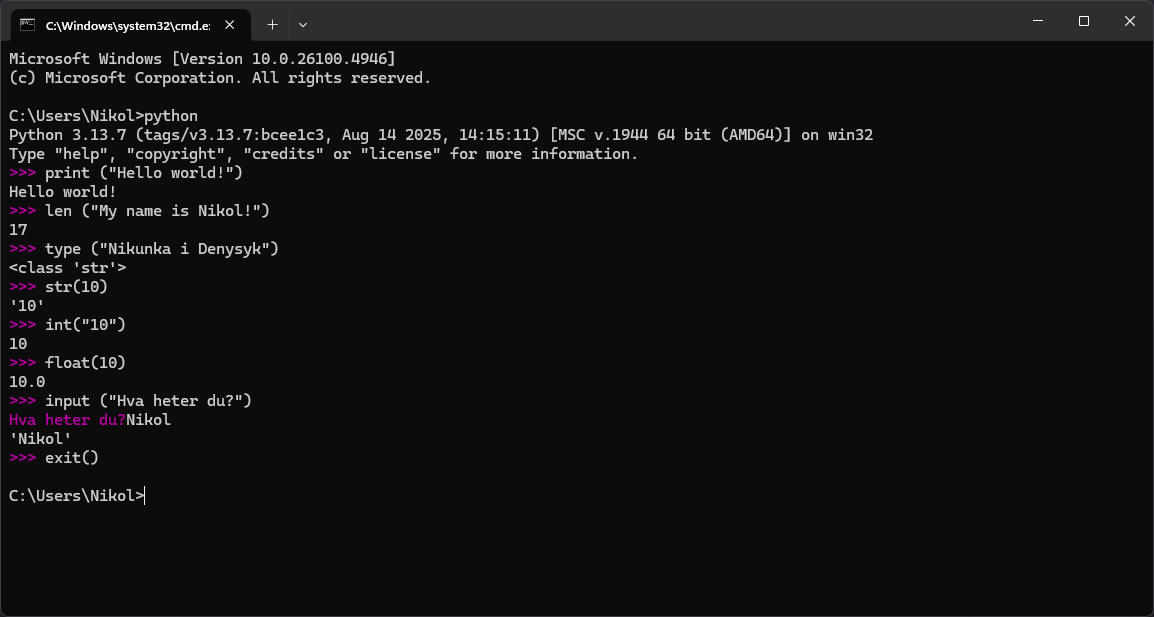 C:\Windows\system32\cmd.e:
Microsoft Windows [Version 10.0.26100.4946]
(c) Microsoft Corporation. All rights reserved.
C:\Users\Nikol>python
Python 3.13.7 (tags/v3.13.7:bcee1c3, Aug 14 2025, 14:15:11) [MSC v.1944 64 bit (AMD64)] on win32
Type "help", "copyright", "credits" or "license" for more information.
>>> print ("Hello world!")
Hello world!
>>> len ("My name is Nikol!")
17
>>> type ("Nikunka i Denysyk")
<class 'str'>
>>> str(10)
'10'
>>> int("10")
10
>>> float(10)
10.0
>>> input ("Hva heter du?")
Hva heter du?Nikol
'Nikol'
>>> exit()
C:\Users\Nikol>